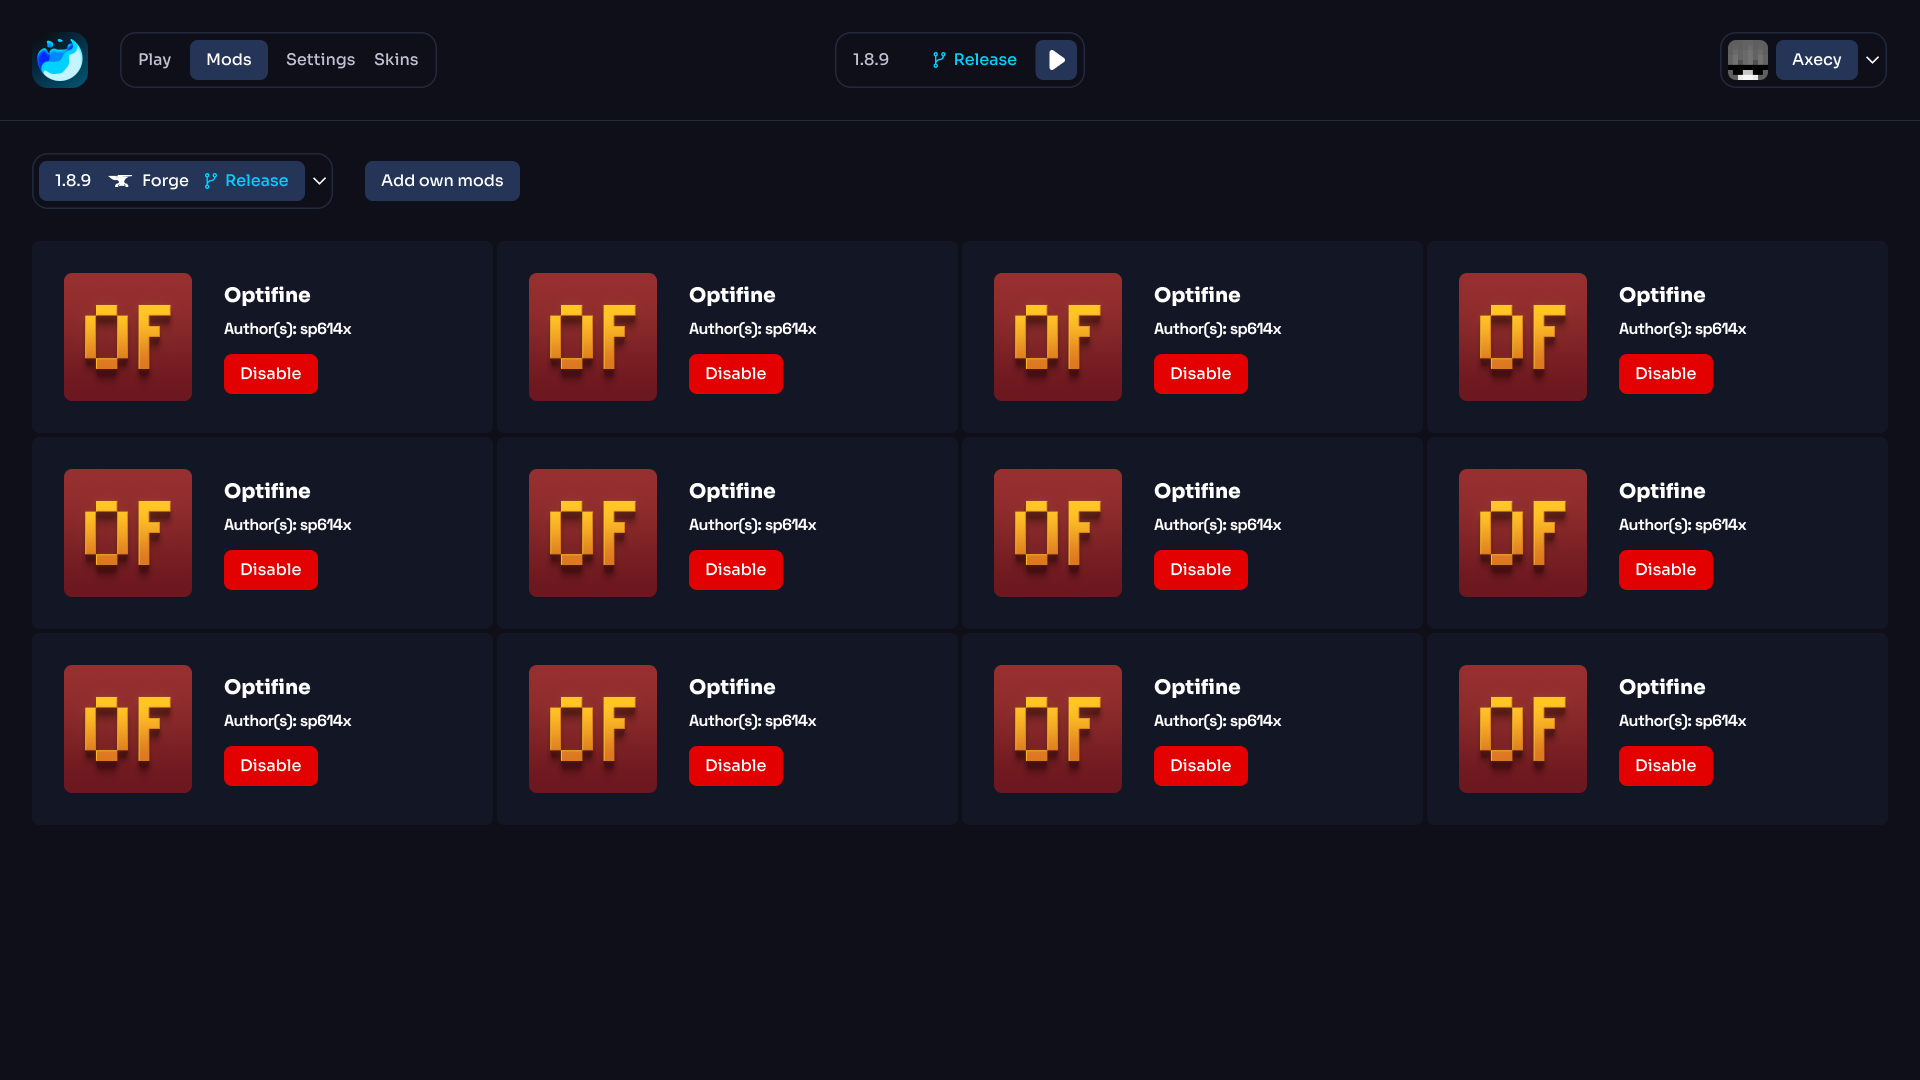 Play Mods Settings Skins 1.8.9 Release Axecy
1.8.9 Forge Release Add own mods
OF Optifine OF Optifine OF Optifine OF Optifine
Author(s): sp614x Author(s): sp614x Author(s): sp614x Author(s): sp614x
Disable Disable Disable Disable
OF Optifine OF Optifine OF Optifine OF Optifine
Author(s): sp614x Author(s): sp614x Author(s): sp614x Author(s): sp614x
Disable Disable Disable Disable
OF Optifine OF Optifine OF Optifine OF Optifine
Author(s): sp614x Author(s): sp614x Author(s): sp614x Author(s): sp614x
Disable Disable Disable Disable